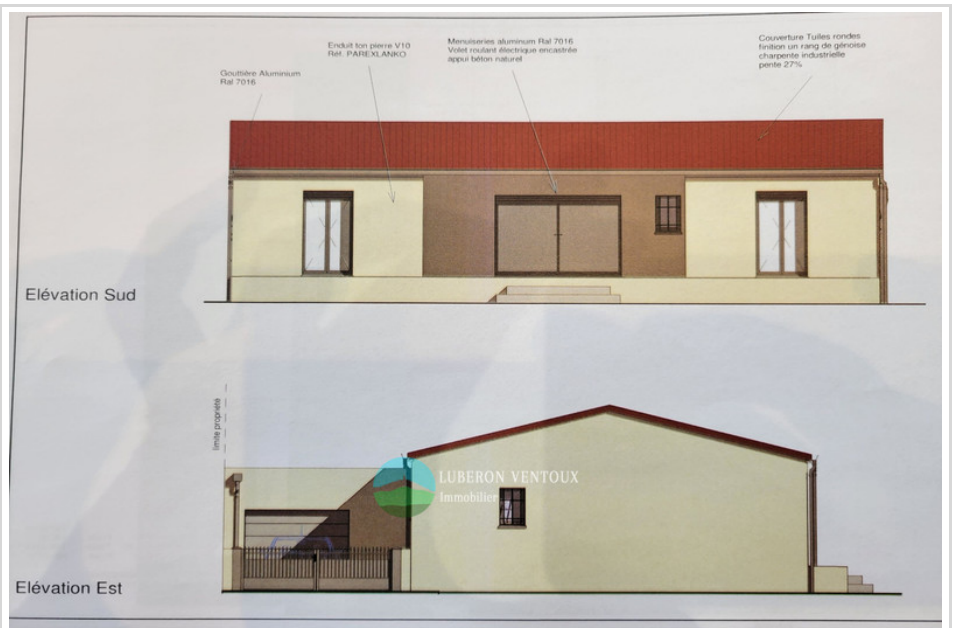 Gouttière Aluminium
Ral 7016
Enduit ton pierre V10
Réf. PAREXLANKO
Menuiseries aluminum Ral 7016
Volet roulant électrique encastrée
appui béton naturel
Couverture Tuiles rondes
finition un rang de génoise
charpente industrielle
pente 27%
Elévation Sud
limite propriété
LUBERON VENTOUX
Immobilier
Elévation Est